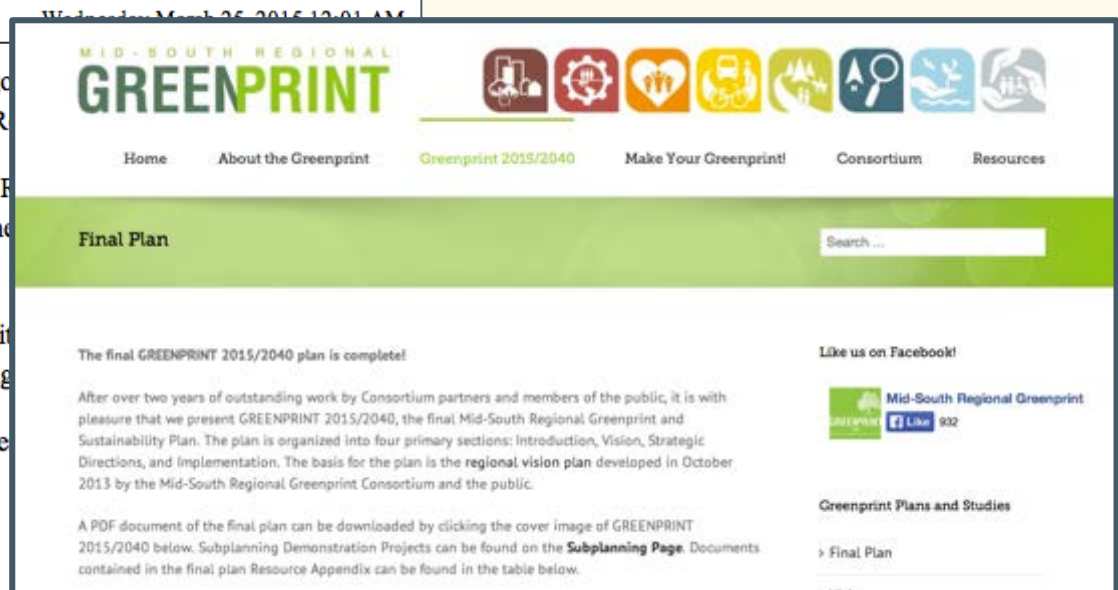 Wednesday March 25, 2015 12:01 AM
MID-SOUTH REGIONAL
GREENPRINT
Home About the Greenprint Greenprint 2015/2040 Make Your Greenprint! Consortium Resources
Final Plan
Search ...
The final GREENPRINT 2015/2040 plan is complete!
After over two years of outstanding work by Consortium partners and members of the public, it is with
pleasure that we present GREENPRINT 2015/2040, the final Mid-South Regional Greenprint and
Sustainability Plan. The plan is organized into four primary sections: Introduction, Vision, Strategic
Directions, and Implementation. The basis for the plan is the regional vision plan developed in October
2013 by the Mid-South Regional Greenprint Consortium and the public.
A PDF document of the final plan can be downloaded by clicking the cover image of GREENPRINT
2015/2040 below. Subplanning Demonstration Projects can be found on the Subplanning Page. Documents
contained in the final plan Resource Appendix can be found in the table below.
Like us on Facebook!
GREENPRINT
Mid-South Regional Greenprint
Like 932
Greenprint Plans and Studies
> Final Plan